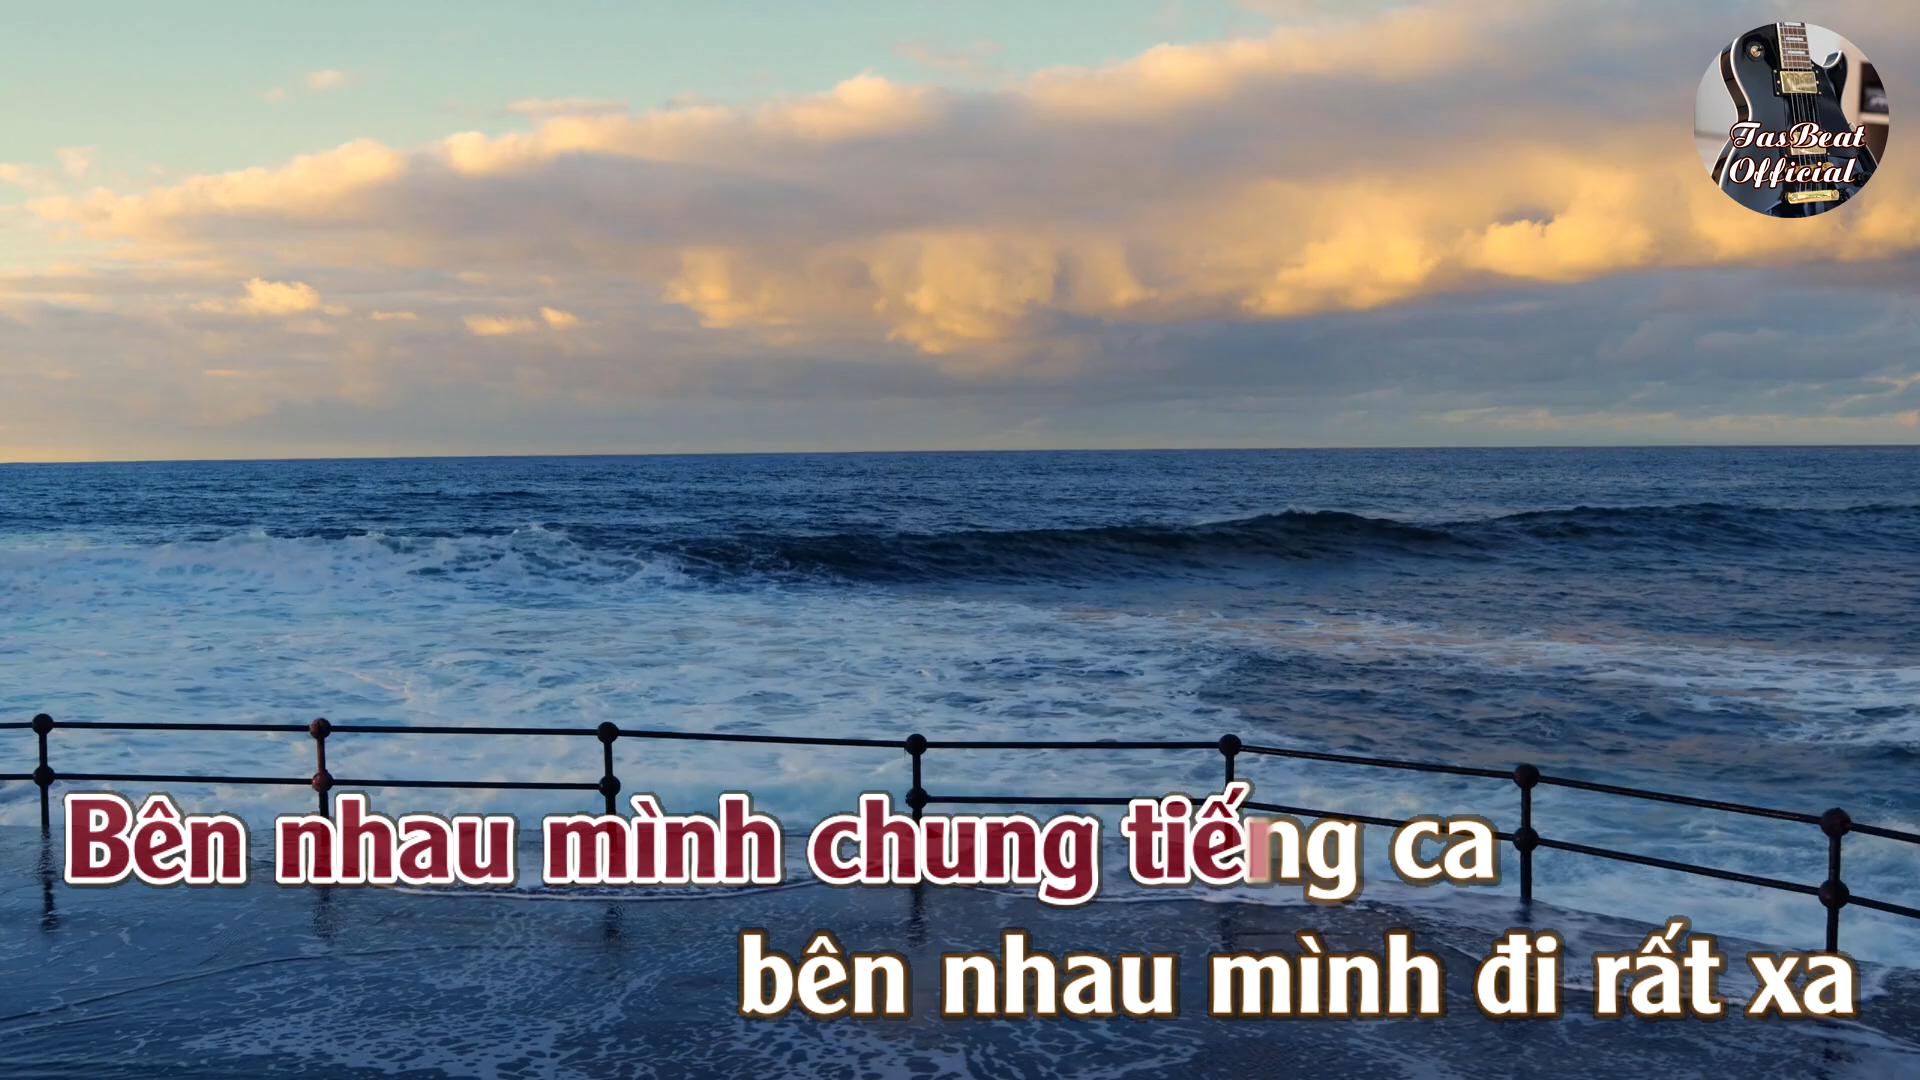 TasBeat
Official
Bên nhau mình chung tiếng ca
bên nhau mình đi rất xa